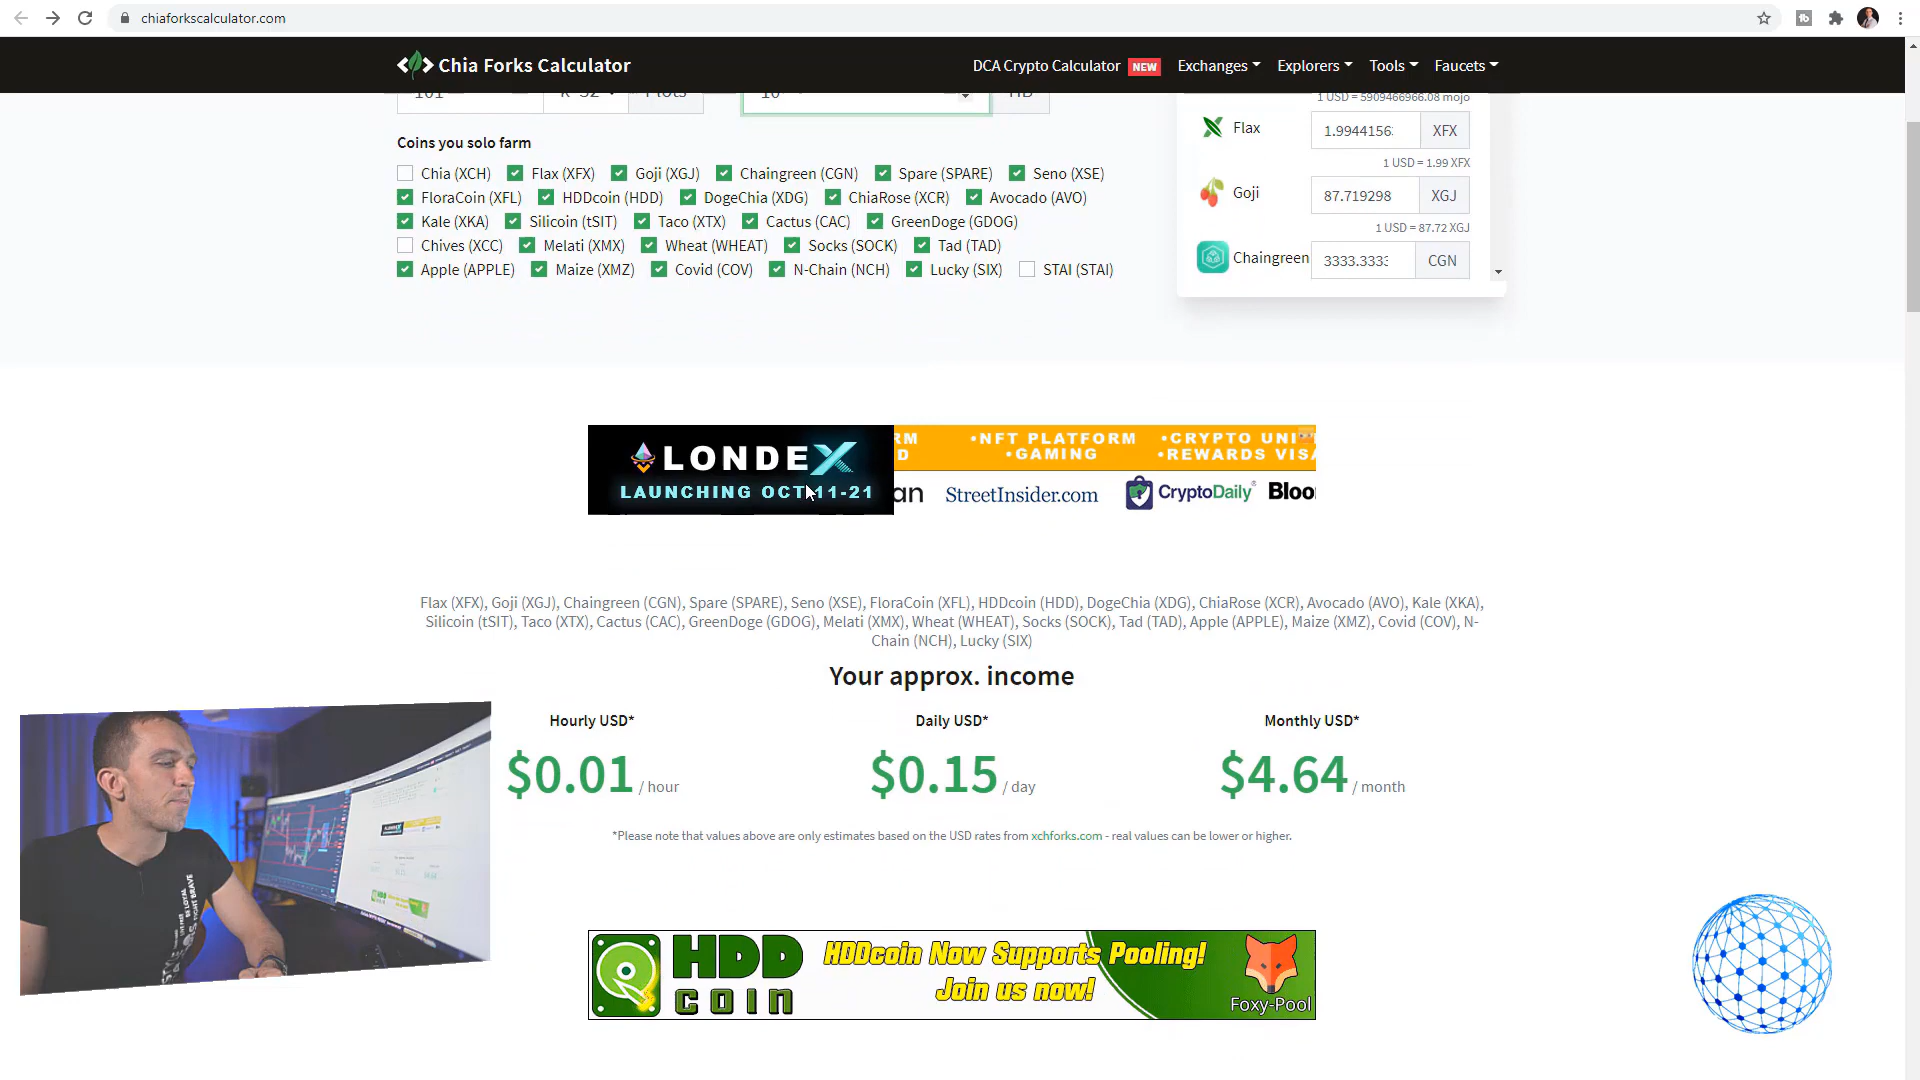 chiaforkscalculator.com
Chia Forks Calculator
DCA Crypto Calculator NEW Exchanges Explorers Tools Faucets
101 K-32 Plots 10 HD
1 USD = 5909466966.08 mojo
Coins you solo farm
Chia (XCH) Flax (XFX) Goji (XGJ) Chaingreen (CGN) Spare (SPARE) Seno (XSE)
FloraCoin (XFL) HDDcoin (HDD) DogeChia (XDG) ChiaRose (XCR) Avocado (AVO)
Kale (XKA) Silicoin (tSIT) Taco (XTX) Cactus (CAC) GreenDoge (GDOG)
Chives (XCC) Melati (XMX) Wheat (WHEAT) Socks (SOCK) Tad (TAD)
Apple (APPLE) Maize (XMZ) Covid (COV) N-Chain (NCH) Lucky (SIX) STAI (STAI)
Flax 1.9944156 XFX
1 USD = 1.99 XFX
Goji 87.719298 XGJ
1 USD = 87.72 XGJ
Chaingreen 3333.333 CGN
LONDEX
LAUNCHING OCT 11-21
•NFT PLATFORM •CRYPTO UNI
•GAMING •REWARDS VISA
StreetInsider.com CryptoDaily Bloo
Flax (XFX), Goji (XGJ), Chaingreen (CGN), Spare (SPARE), Seno (XSE), FloraCoin (XFL), HDDcoin (HDD), DogeChia (XDG), ChiaRose (XCR), Avocado (AVO), Kale (XKA),
Silicoin (tSIT), Taco (XTX), Cactus (CAC), GreenDoge (GDOG), Melati (XMX), Wheat (WHEAT), Socks (SOCK), Tad (TAD), Apple (APPLE), Maize (XMZ), Covid (COV), N-
Chain (NCH), Lucky (SIX)
Your approx. income
Hourly USD* Daily USD* Monthly USD*
$0.01 / hour $0.15 / day $4.64 / month
*Please note that values above are only estimates based on the USD rates from xchforks.com - real values can be lower or higher.
HDD COIN
HDDcoin Now Supports Pooling!
Join us now!
Foxy-Pool